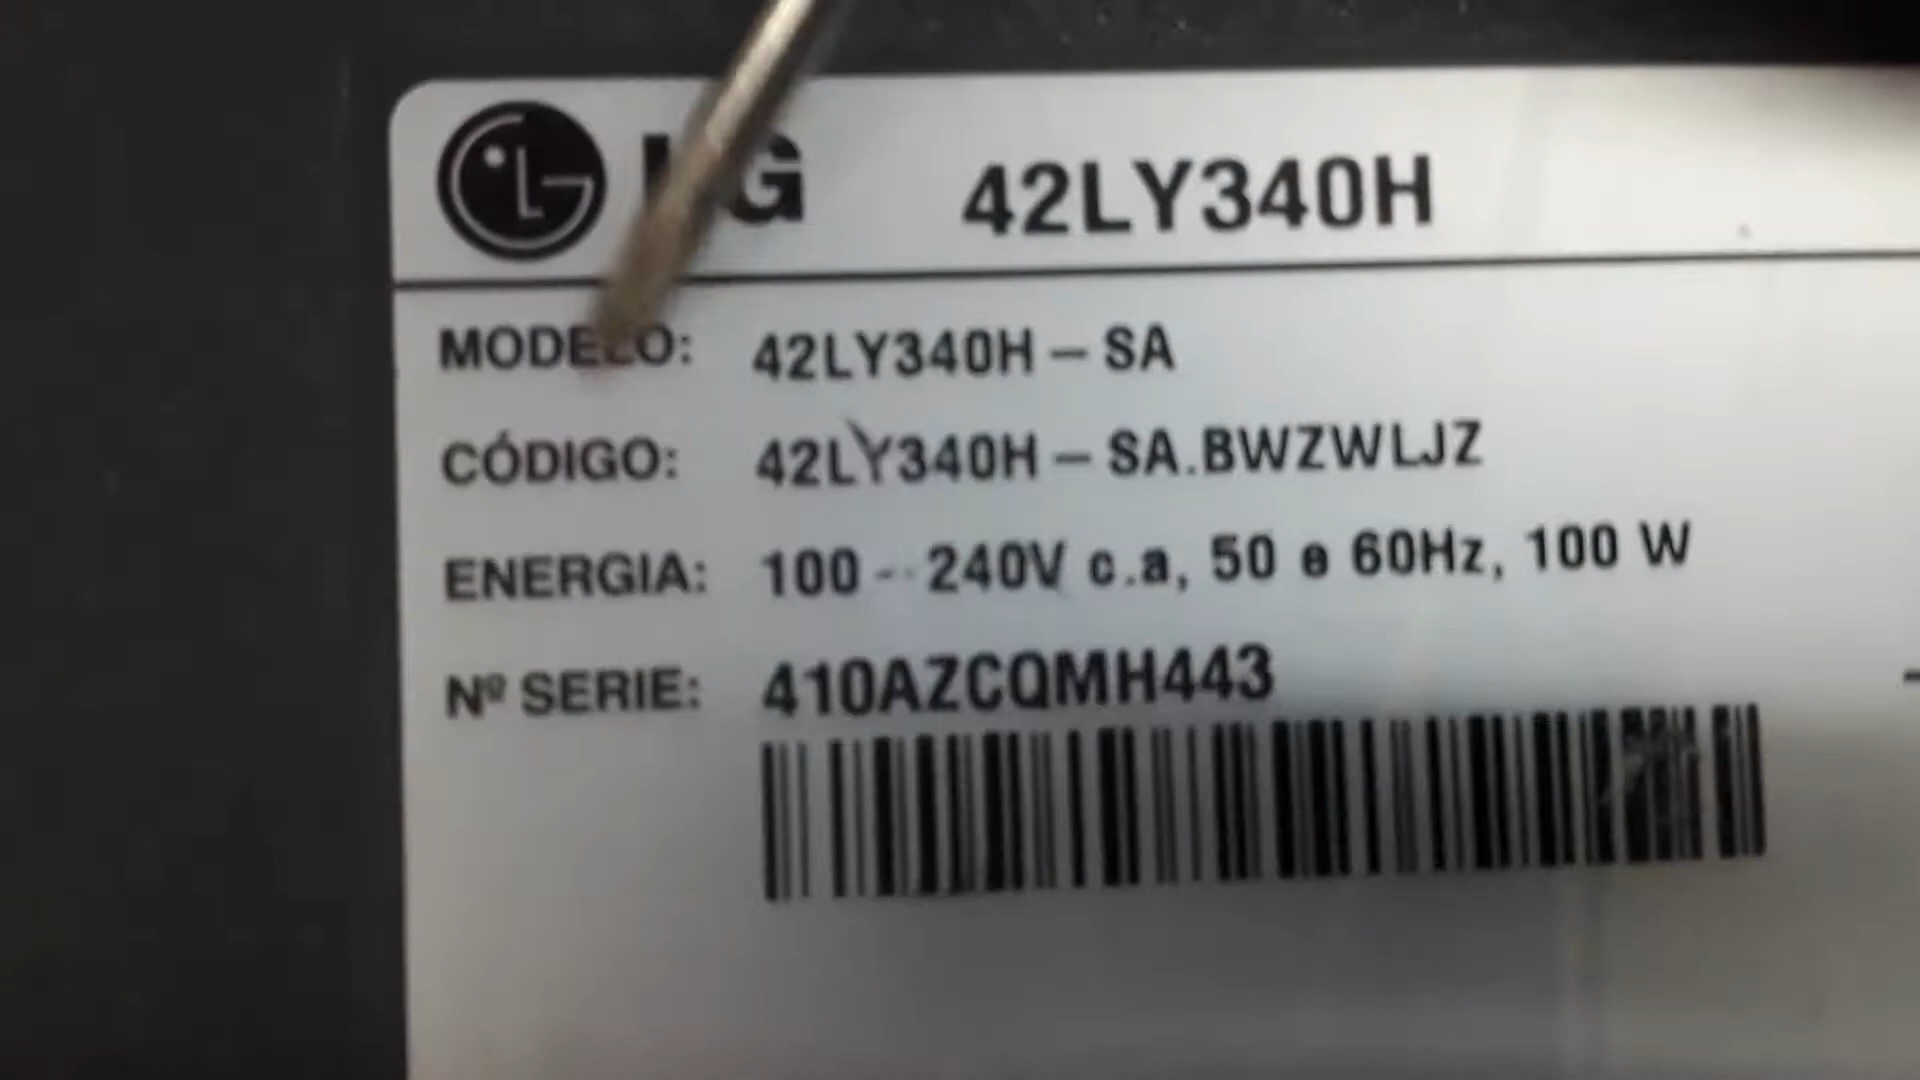 LG 42LY340H
MODELO: 42LY340H – SA
CÓDIGO: 42LY340H – SA.BWZWLJZ
ENERGIA: 100 - 240V c.a, 50 e 60Hz, 100 W
Nº SERIE: 410AZCQMH443